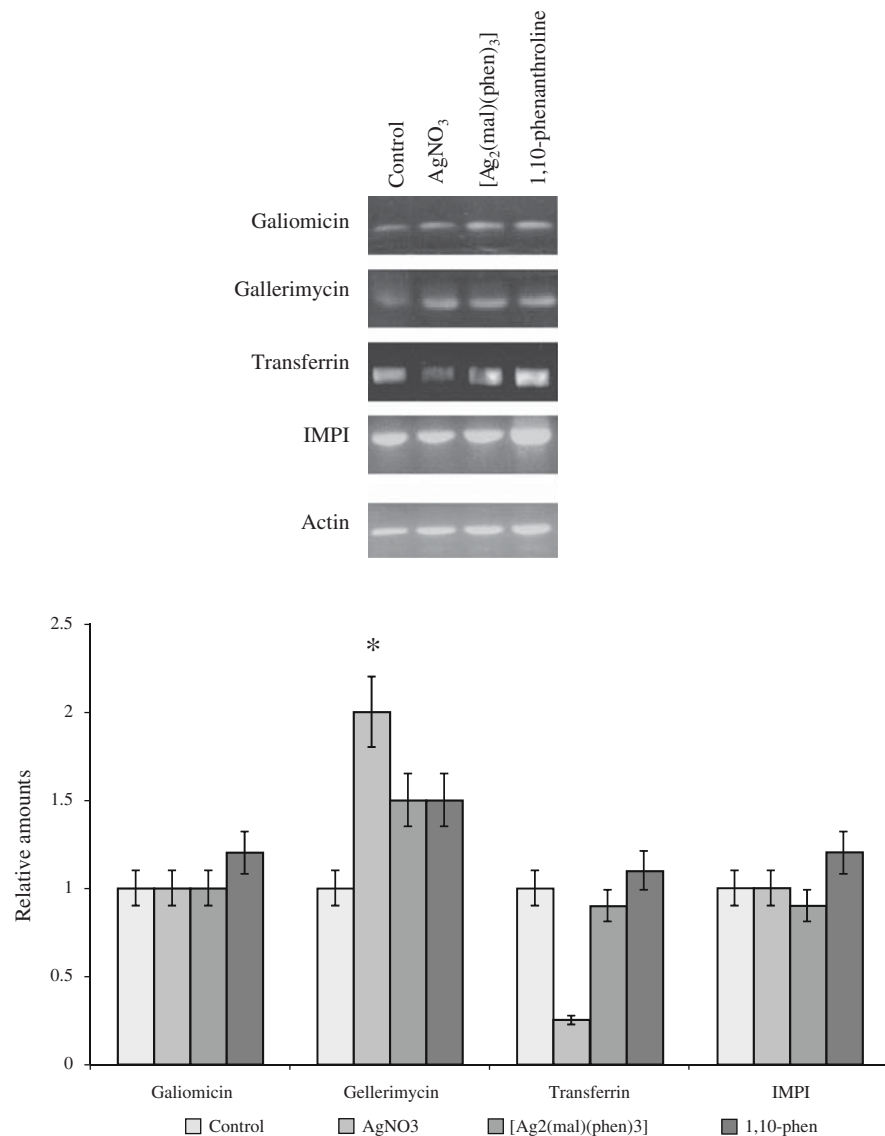 Control
AgNO3
[Ag2(mal)(phen)3]
1,10-phenanthroline
Galiomicin
Gallerimycin
Transferrin
IMPI
Actin
2.5
*
2
1.5
1
0.5
0
Relative amounts
Galiomicin Gellerimycin Transferrin IMPI
Control AgNO3 [Ag2(mal)(phen)3] 1,10-phen